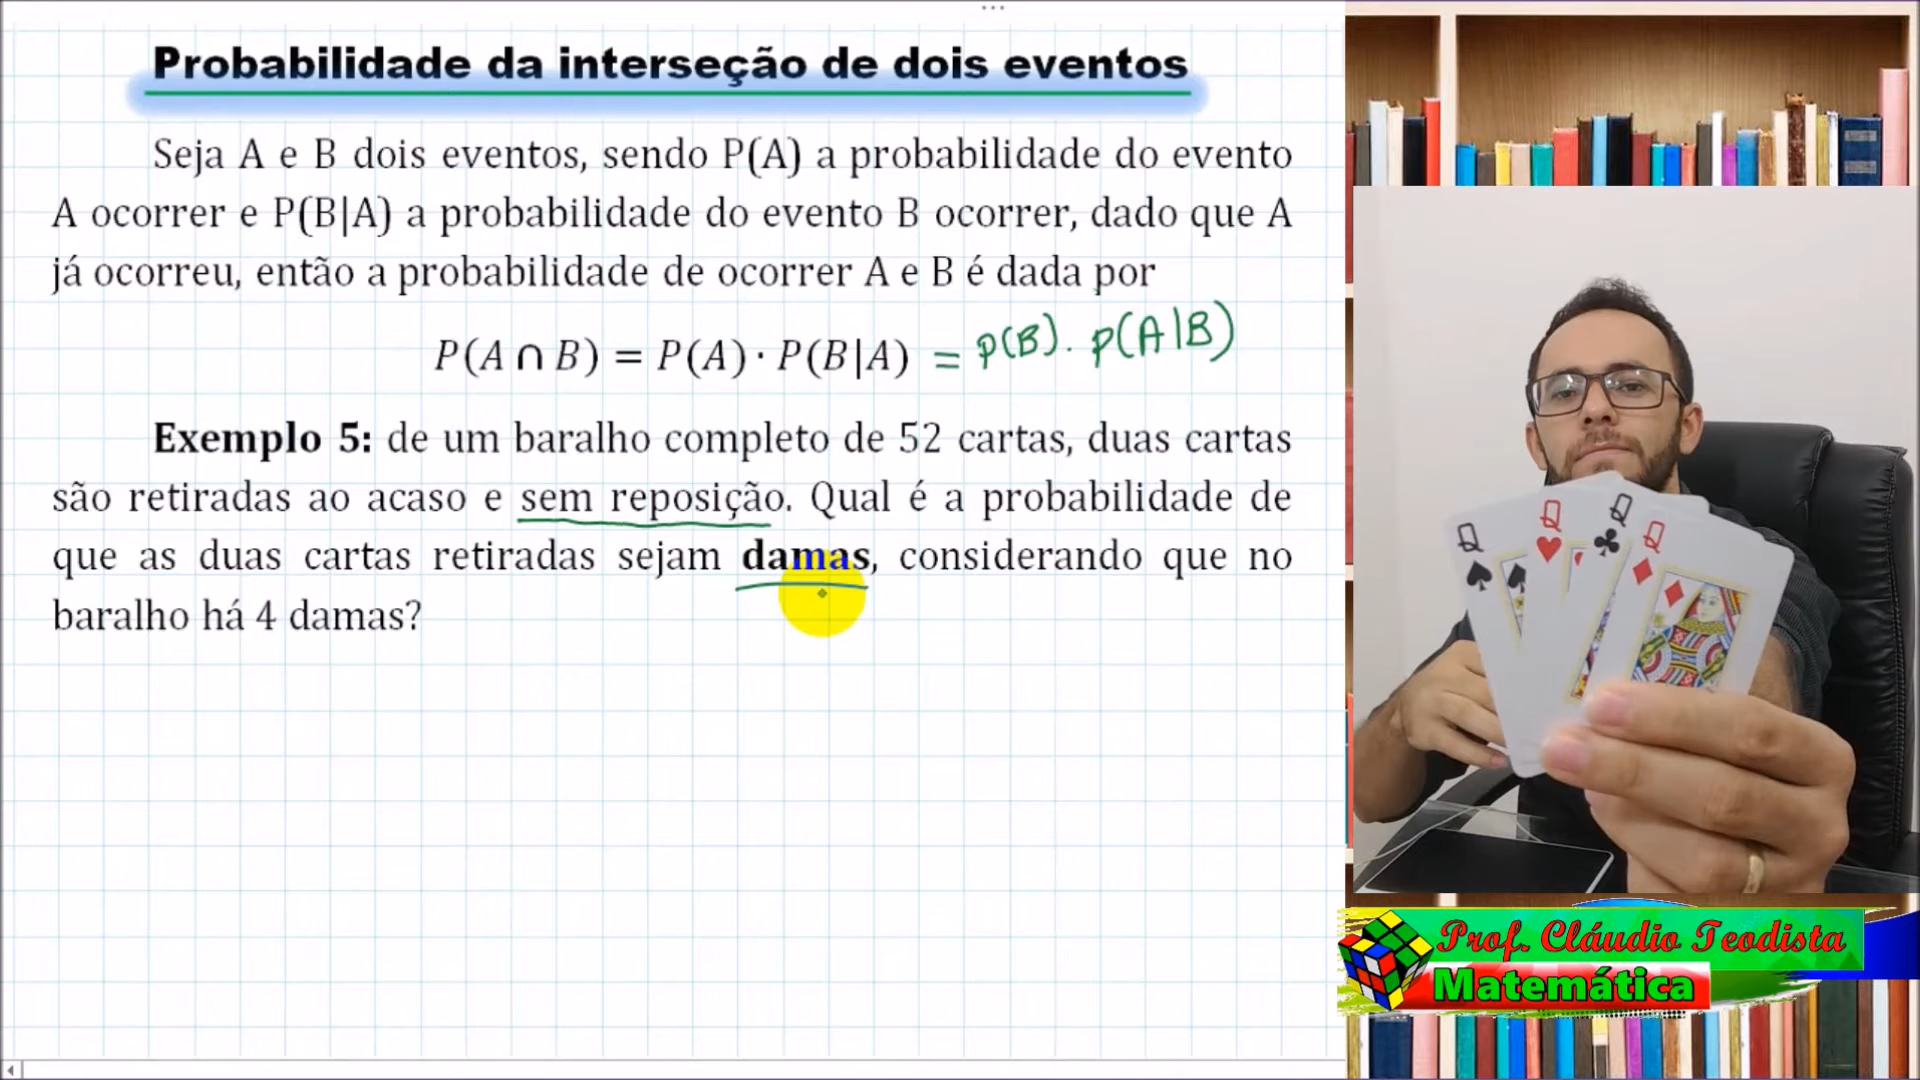 Probabilidade da interseção de dois eventos
Seja A e B dois eventos, sendo P(A) a probabilidade do evento
A ocorrer e P(B|A) a probabilidade do evento B ocorrer, dado que A
já ocorreu, então a probabilidade de ocorrer A e B é dada por
P(A ∩ B) = P(A) · P(B|A) = P(B). P(A|B)
Exemplo 5: de um baralho completo de 52 cartas, duas cartas
são retiradas ao acaso e sem reposição. Qual é a probabilidade de
que as duas cartas retiradas sejam damas, considerando que no
baralho há 4 damas?
Q Q Q Q
Prof. Cláudio Teodista
Matemática